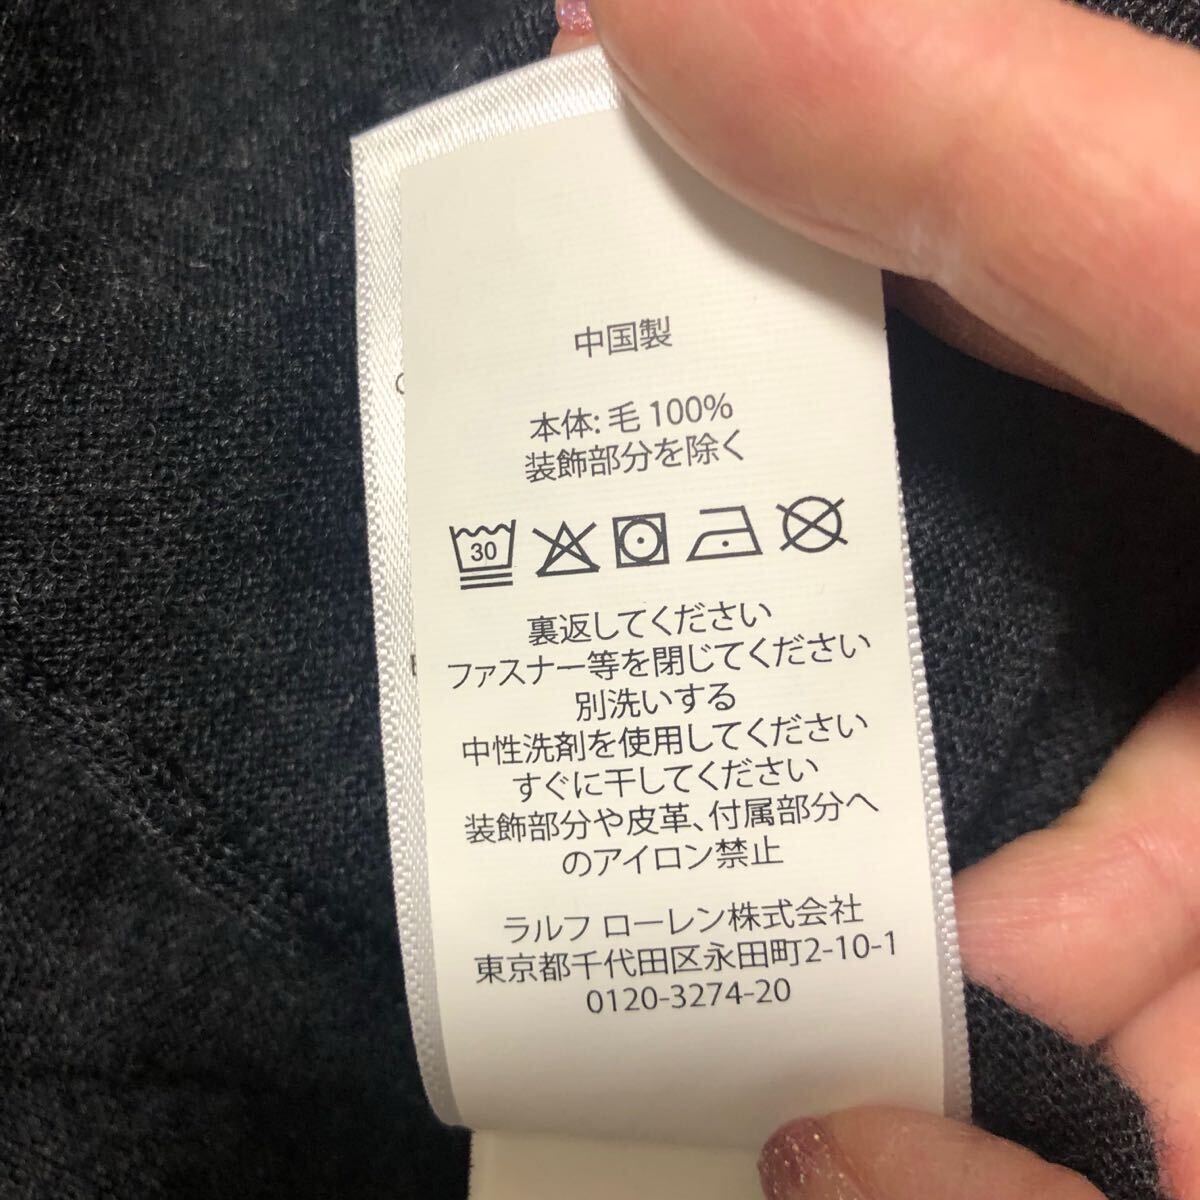 中国製
本体: 毛 100%
装飾部分を除く
30
裏返してください
ファスナー等を閉じてください
別洗いする
中性洗剤を使用してください
すぐに干してください
装飾部分や皮革、付属部分へ
のアイロン禁止
ラルフ ローレン株式会社
東京都千代田区永田町2-10-1
0120-3274-20